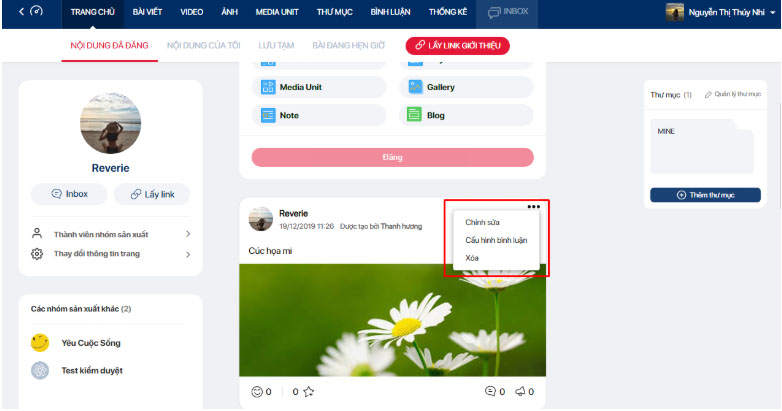 TRANG CHỦ BÀI VIẾT VIDEO ẢNH MEDIA UNIT THƯ MỤC BÌNH LUẬN THỐNG KÊ INBOX Nguyễn Thị Thúy Nhi
NỘI DUNG ĐÃ ĐĂNG NỘI DUNG CỦA TÔI LƯU TẠM BÀI ĐANG HẸN GIỜ LẤY LINK GIỚI THIỆU
Reverie
Inbox Lấy link
Thành viên nhóm sản xuất
Thay đổi thông tin trang
Các nhóm sản xuất khác (2)
Yêu Cuộc Sống
Test kiểm duyệt
Media Unit Gallery
Note Blog
Đăng
Reverie
19/12/2019 11:26 Được tạo bởi Thanh hương
Cúc họa mi
Chỉnh sửa
Cấu hình bình luận
Xóa
0 0 0 0
Thư mục (1) Quản lý thư mục
MINE
Thêm thư mục